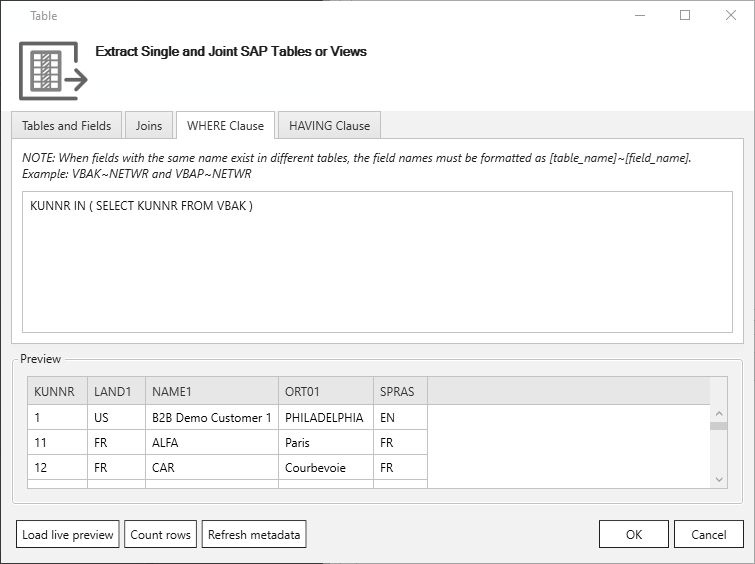 Table
Extract Single and Joint SAP Tables or Views
Tables and Fields Joins WHERE Clause HAVING Clause
NOTE: When fields with the same name exist in different tables, the field names must be formatted as [table_name]~[field_name].
Example: VBAK~NETWR and VBAP~NETWR
KUNNR IN ( SELECT KUNNR FROM VBAK )
Preview
KUNNR LAND1 NAME1 ORT01 SPRAS
1 US B2B Demo Customer 1 PHILADELPHIA EN
11 FR ALFA Paris FR
12 FR CAR Courbevoie FR
Load live preview Count rows Refresh metadata OK Cancel